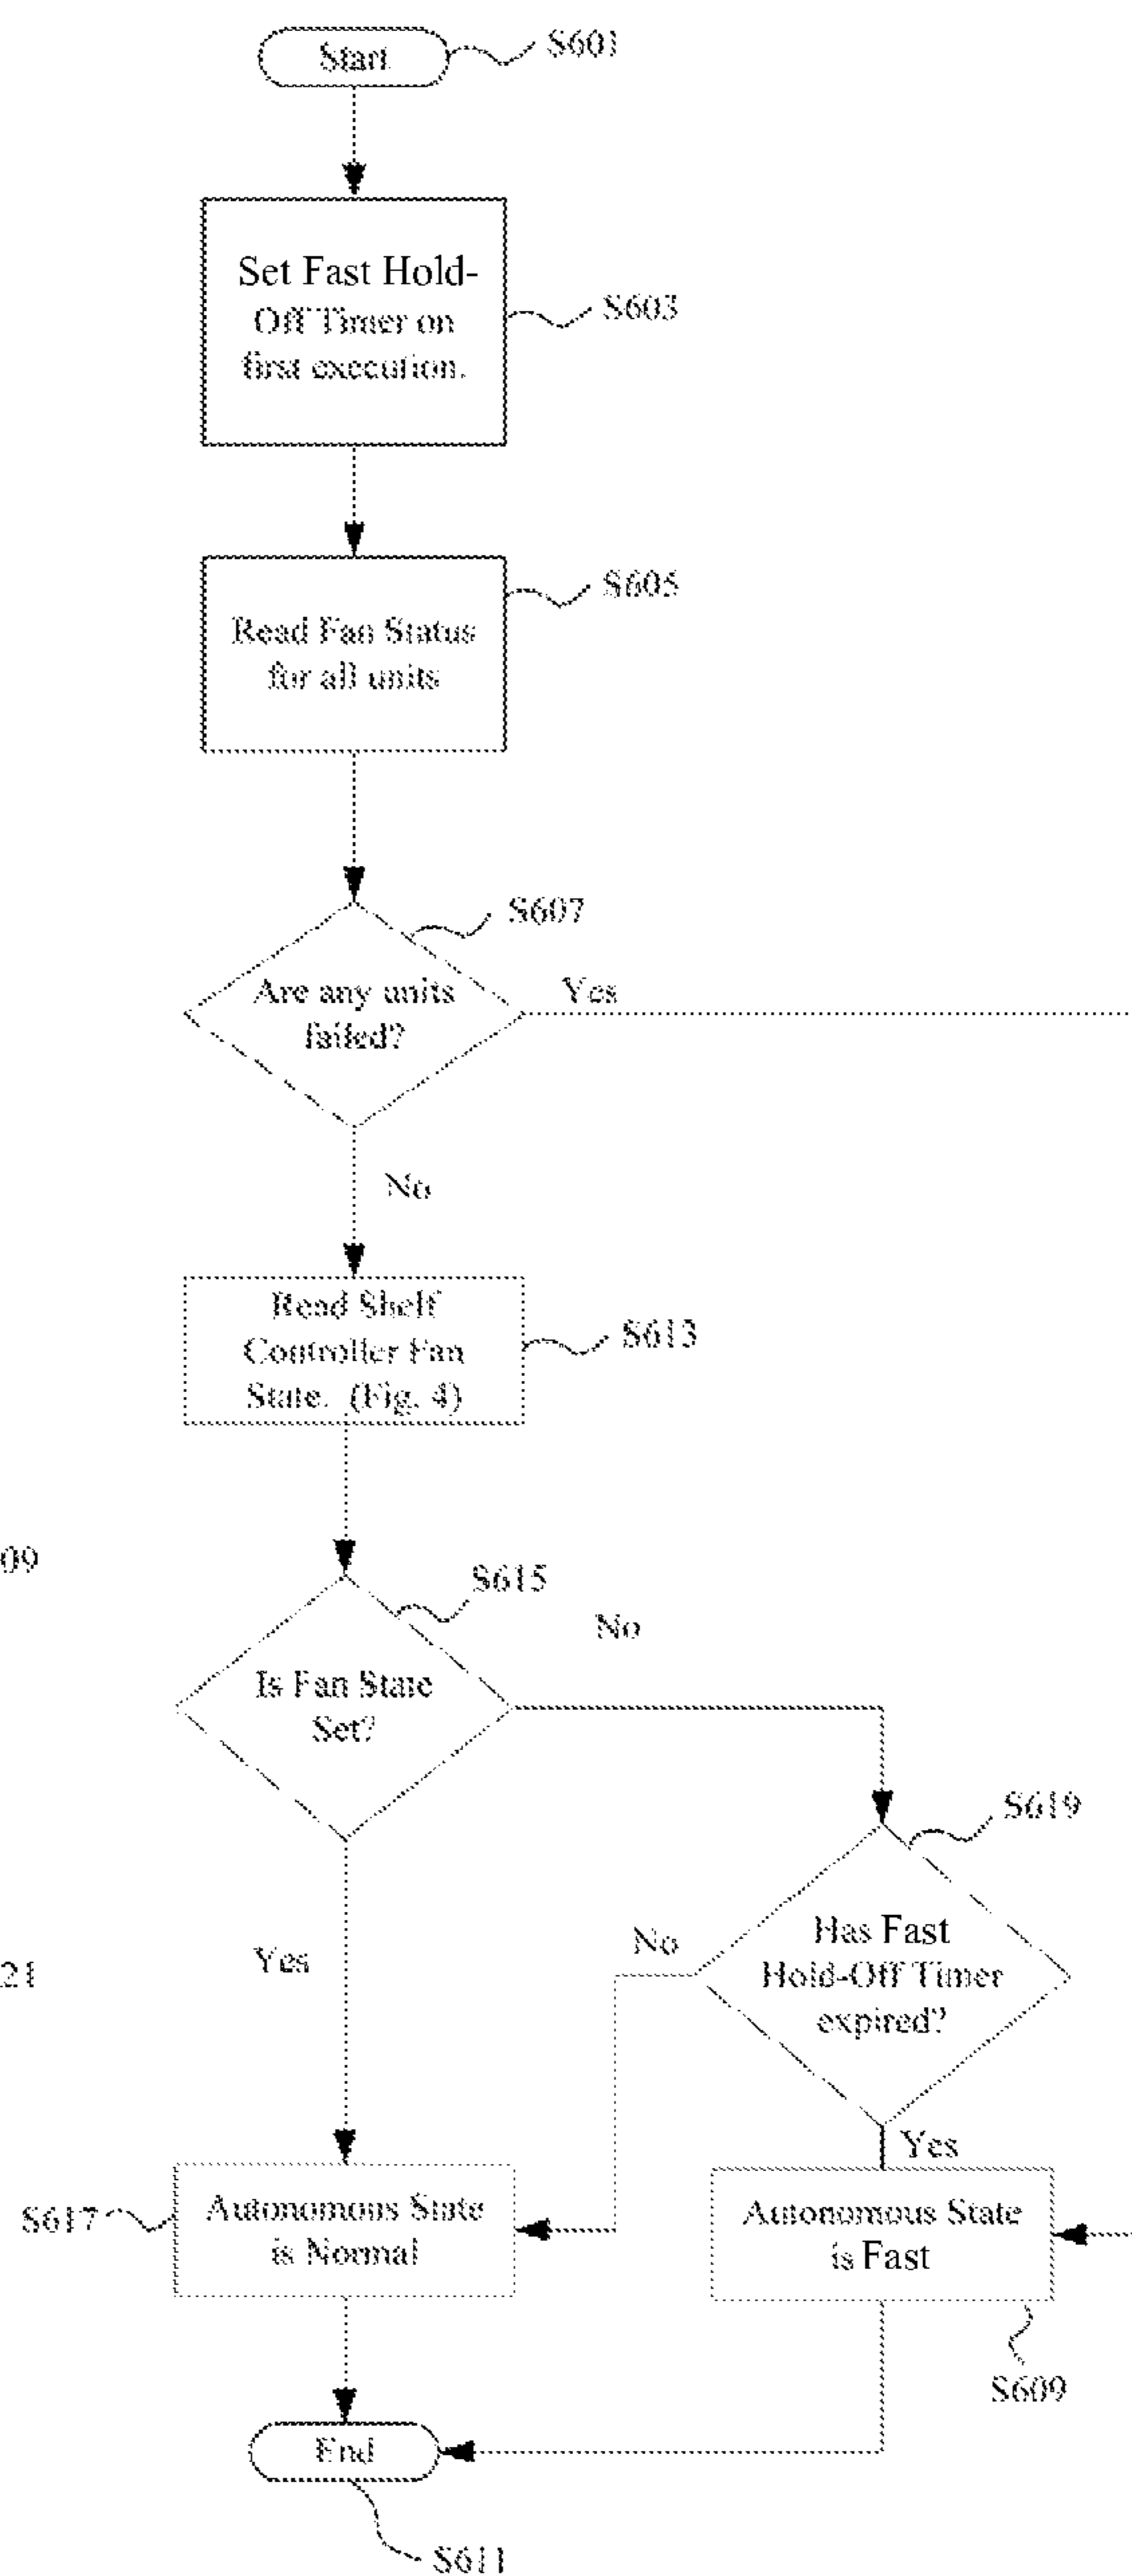 Start
S601
Set Fast Hold-
Off Timer on
first execution.
S603
Read Fan Status
for all units
S605
S607
Are any units
failed?
Yes
No
Read Shelf
Controller Fan
State. (Fig. 4)
S613
09
S615
No
Is Fan State
Set?
S619
Has Fast
Hold-Off Timer
expired?
No
Yes
21
Yes
S617
Autonomous State
is Normal
Autonomous State
is Fast
S609
End
S611